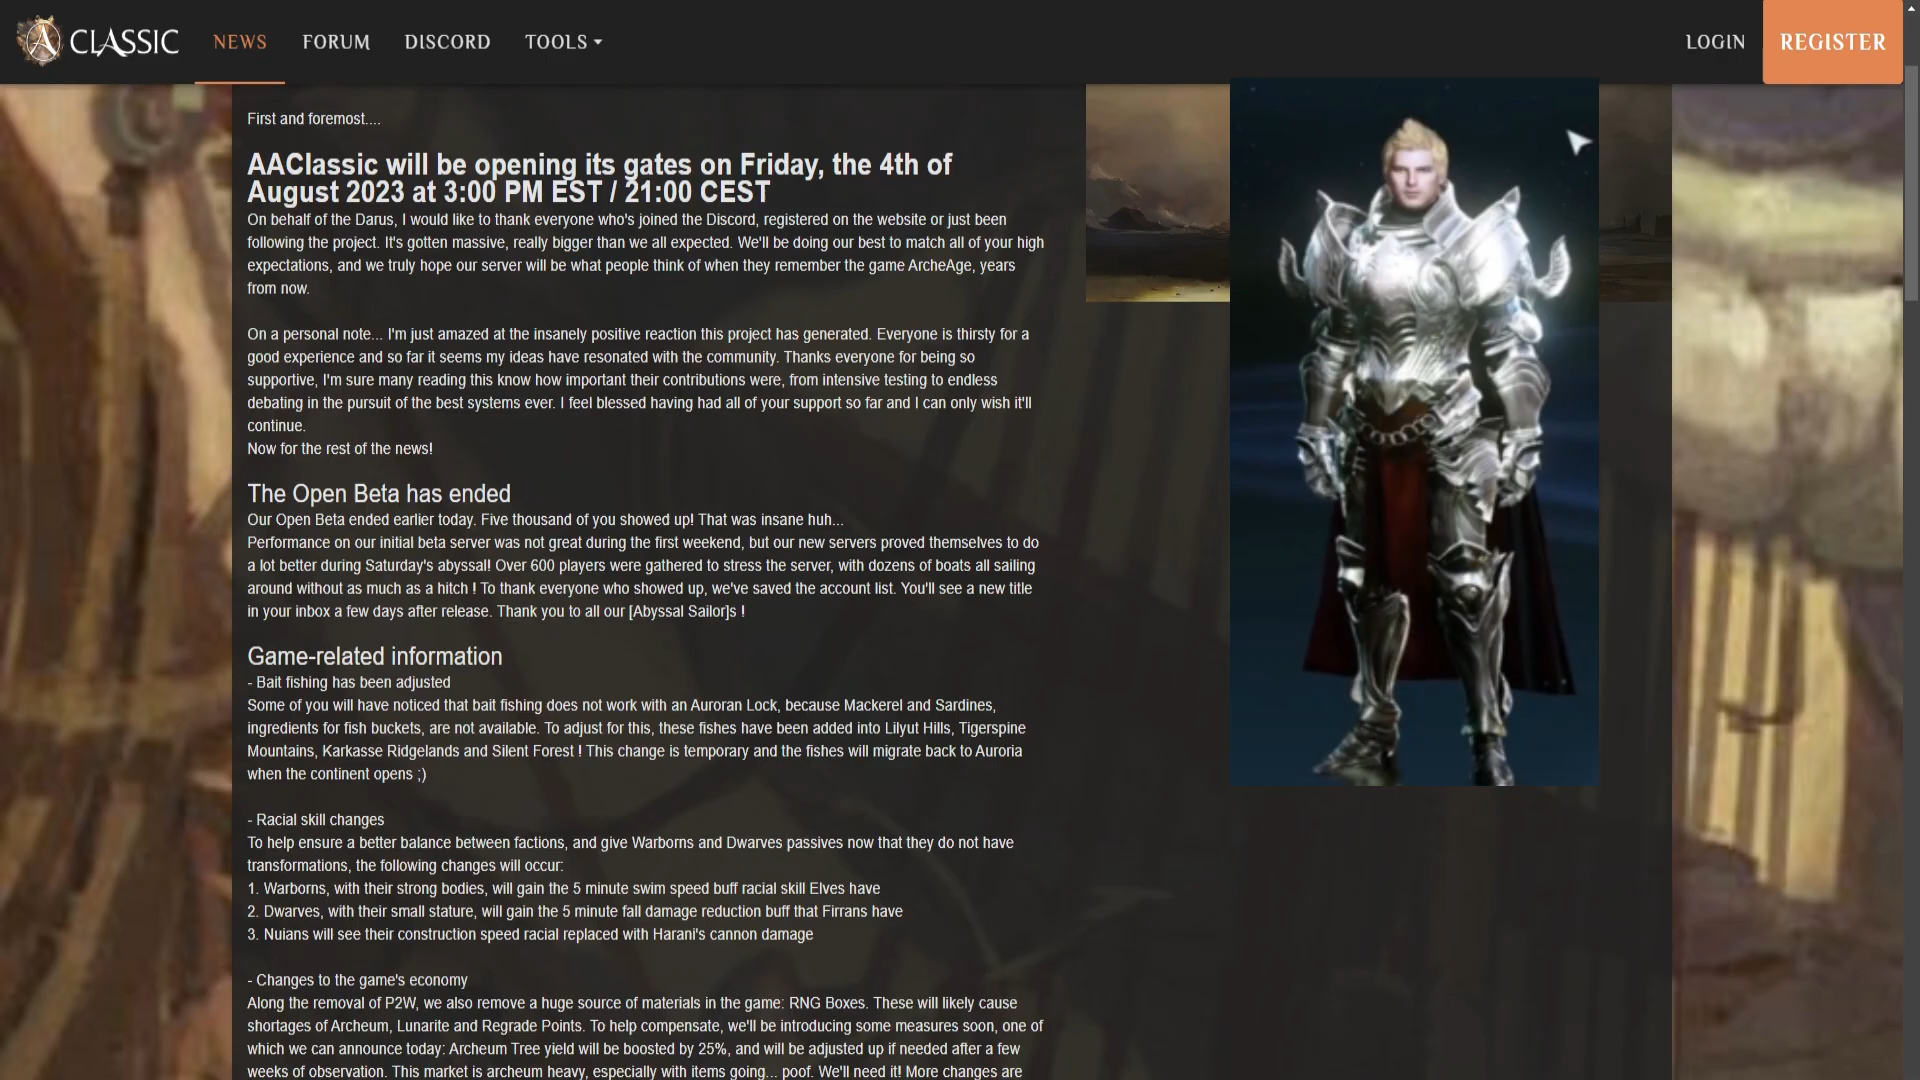 CLASSIC
NEWS
FORUM
DISCORD
TOOLS
LOGIN
REGISTER
First and foremost....
AAClassic will be opening its gates on Friday, the 4th of
August 2023 at 3:00 PM EST / 21:00 CEST
On behalf of the Darus, I would like to thank everyone who's joined the Discord, registered on the website or just been
following the project. It's gotten massive, really bigger than we all expected. We'll be doing our best to match all of your high
expectations, and we truly hope our server will be what people think of when they remember the game ArcheAge, years
from now.
On a personal note... I'm just amazed at the insanely positive reaction this project has generated. Everyone is thirsty for a
good experience and so far it seems my ideas have resonated with the community. Thanks everyone for being so
supportive, I'm sure many reading this know how important their contributions were, from intensive testing to endless
debating in the pursuit of the best systems ever. I feel blessed having had all of your support so far and I can only wish it'll
continue.
Now for the rest of the news!
The Open Beta has ended
Our Open Beta ended earlier today. Five thousand of you showed up! That was insane huh...
Performance on our initial beta server was not great during the first weekend, but our new servers proved themselves to do
a lot better during Saturday's abyssal! Over 600 players were gathered to stress the server, with dozens of boats all sailing
around without as much as a hitch ! To thank everyone who showed up, we've saved the account list. You'll see a new title
in your inbox a few days after release. Thank you to all our [Abyssal Sailor]s !
Game-related information
- Bait fishing has been adjusted
Some of you will have noticed that bait fishing does not work with an Auroran Lock, because Mackerel and Sardines,
ingredients for fish buckets, are not available. To adjust for this, these fishes have been added into Lilyut Hills, Tigerspine
Mountains, Karkasse Ridgelands and Silent Forest ! This change is temporary and the fishes will migrate back to Auroria
when the continent opens ;)
- Racial skill changes
To help ensure a better balance between factions, and give Warborns and Dwarves passives now that they do not have
transformations, the following changes will occur:
1. Warborns, with their strong bodies, will gain the 5 minute swim speed buff racial skill Elves have
2. Dwarves, with their small stature, will gain the 5 minute fall damage reduction buff that Firrans have
3. Nuians will see their construction speed racial replaced with Harani's cannon damage
- Changes to the game's economy
Along the removal of P2W, we also remove a huge source of materials in the game: RNG Boxes. These will likely cause
shortages of Archeum, Lunarite and Regrade Points. To help compensate, we'll be introducing some measures soon, one of
which we can announce today: Archeum Tree yield will be boosted by 25%, and will be adjusted up if needed after a few
weeks of observation. This market is archeum heavy, especially with items going... poof. We'll need it! More changes are